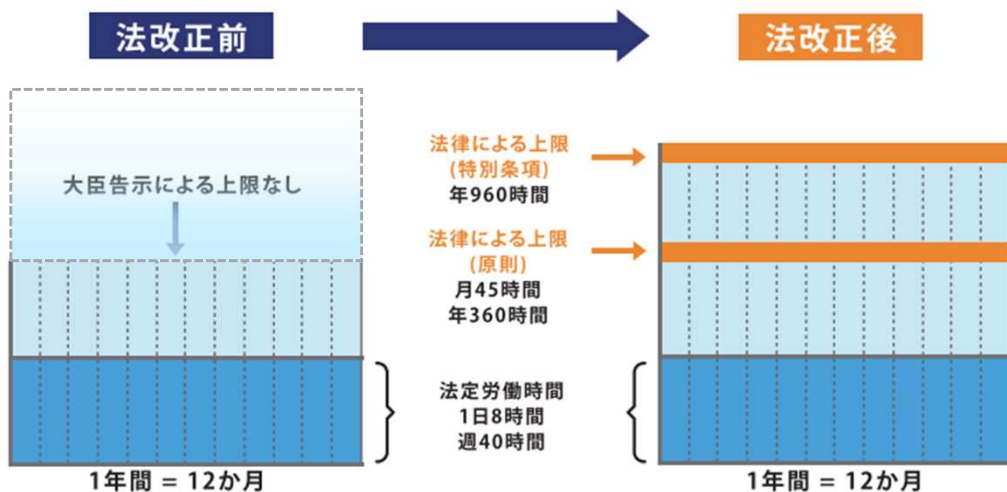 法改正前
法改正後
大臣告示による上限なし
法律による上限
(特別条項)
年960時間
法律による上限
(原則)
月45時間
年360時間
法定労働時間
1日8時間
週40時間
1年間 = 12か月
1年間 = 12か月